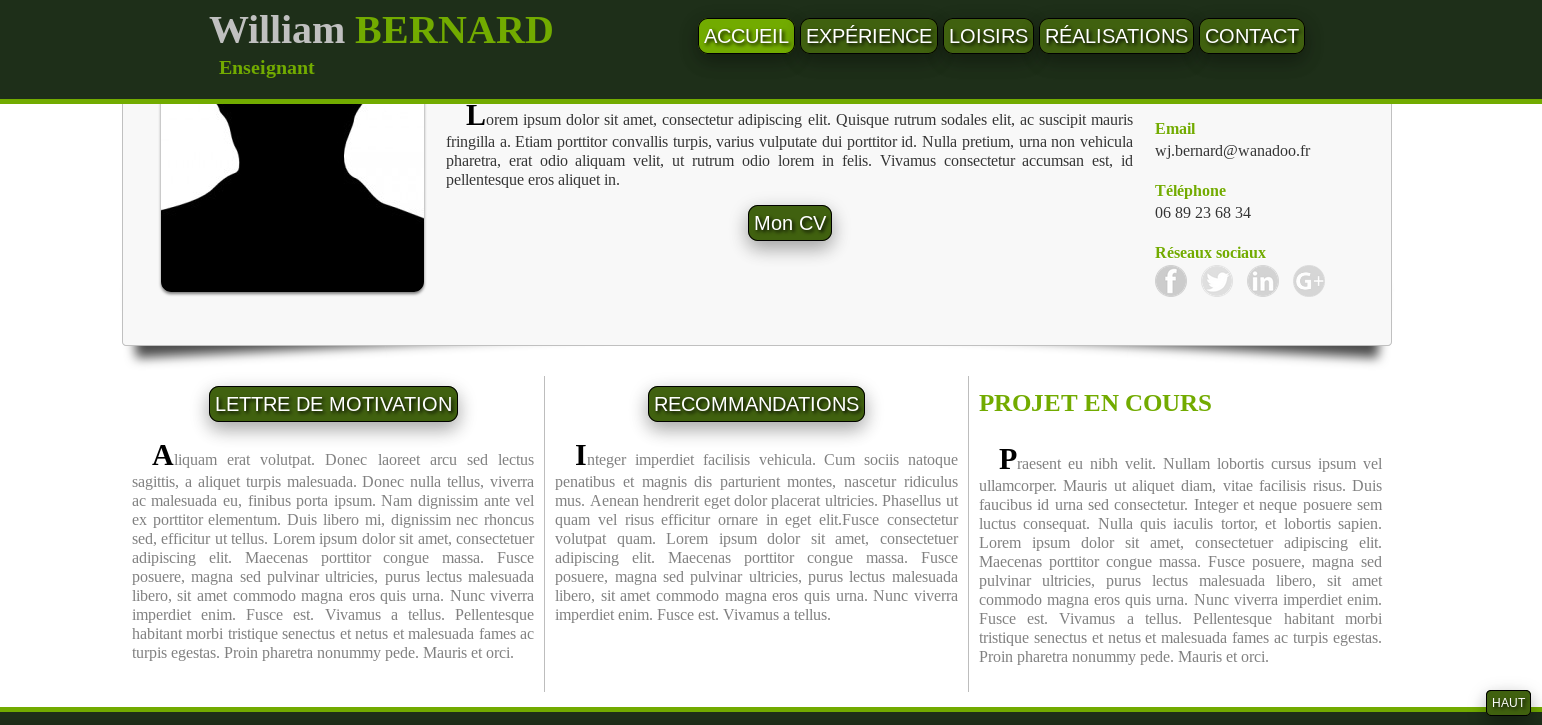 William BERNARD
Enseignant
ACCUEIL EXPÉRIENCE LOISIRS RÉALISATIONS CONTACT
Lorem ipsum dolor sit amet, consectetur adipiscing elit. Quisque rutrum sodales elit, ac suscipit mauris
fringilla a. Etiam porttitor convallis turpis, varius vulputate dui porttitor id. Nulla pretium, urna non vehicula
pharetra, erat odio aliquam velit, ut rutrum odio lorem in felis. Vivamus consectetur accumsan est, id
pellentesque eros aliquet in.
Mon CV
Email
wj.bernard@wanadoo.fr
Téléphone
06 89 23 68 34
Réseaux sociaux
LETTRE DE MOTIVATION
Aliquam erat volutpat. Donec laoreet arcu sed lectus
sagittis, a aliquet turpis malesuada. Donec nulla tellus, viverra
ac malesuada eu, finibus porta ipsum. Nam dignissim ante vel
ex porttitor elementum. Duis libero mi, dignissim nec rhoncus
sed, efficitur ut tellus. Lorem ipsum dolor sit amet, consectetuer
adipiscing elit. Maecenas porttitor congue massa. Fusce
posuere, magna sed pulvinar ultricies, purus lectus malesuada
libero, sit amet commodo magna eros quis urna. Nunc viverra
imperdiet enim. Fusce est. Vivamus a tellus. Pellentesque
habitant morbi tristique senectus et netus et malesuada fames ac
turpis egestas. Proin pharetra nonummy pede. Mauris et orci.
RECOMMANDATIONS
Integer imperdiet facilisis vehicula. Cum sociis natoque
penatibus et magnis dis parturient montes, nascetur ridiculus
mus. Aenean hendrerit eget dolor placerat ultricies. Phasellus ut
quam vel risus efficitur ornare in eget elit.Fusce consectetur
volutpat quam. Lorem ipsum dolor sit amet, consectetuer
adipiscing elit. Maecenas porttitor congue massa. Fusce
posuere, magna sed pulvinar ultricies, purus lectus malesuada
libero, sit amet commodo magna eros quis urna. Nunc viverra
imperdiet enim. Fusce est. Vivamus a tellus.
PROJET EN COURS
Praesent eu nibh velit. Nullam lobortis cursus ipsum vel
ullamcorper. Mauris ut aliquet diam, vitae facilisis risus. Duis
faucibus id urna sed consectetur. Integer et neque posuere sem
luctus consequat. Nulla quis iaculis tortor, et lobortis sapien.
Lorem ipsum dolor sit amet, consectetuer adipiscing elit.
Maecenas porttitor congue massa. Fusce posuere, magna sed
pulvinar ultricies, purus lectus malesuada libero, sit amet
commodo magna eros quis urna. Nunc viverra imperdiet enim.
Fusce est. Vivamus a tellus. Pellentesque habitant morbi
tristique senectus et netus et malesuada fames ac turpis egestas.
Proin pharetra nonummy pede. Mauris et orci.
HAUT